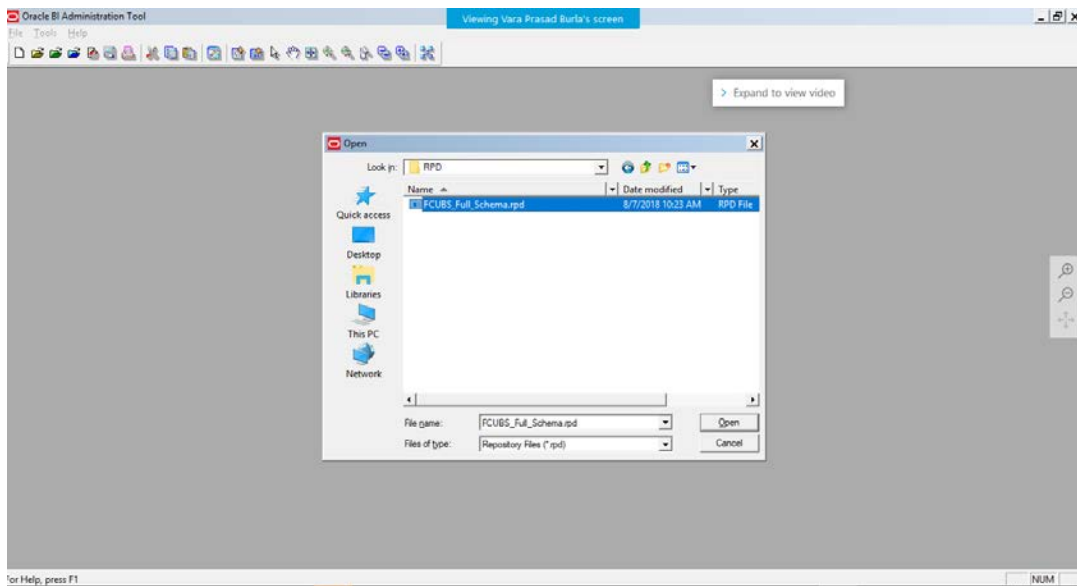 Oracle BI Administration Tool
Viewing Vara Prasad Burla's screen
File Tools Help
Expand to view video
Open
Look in: RPD
Name Date modified Type
FCUBS_Full_Schema.rpd 8/7/2018 10:23 AM RPD File
Quick access
Desktop
Libraries
This PC
Network
File name: FCUBS_Full_Schema.rpd Open
Files of type: Repository Files (*.rpd) Cancel
For Help, press F1 NUM